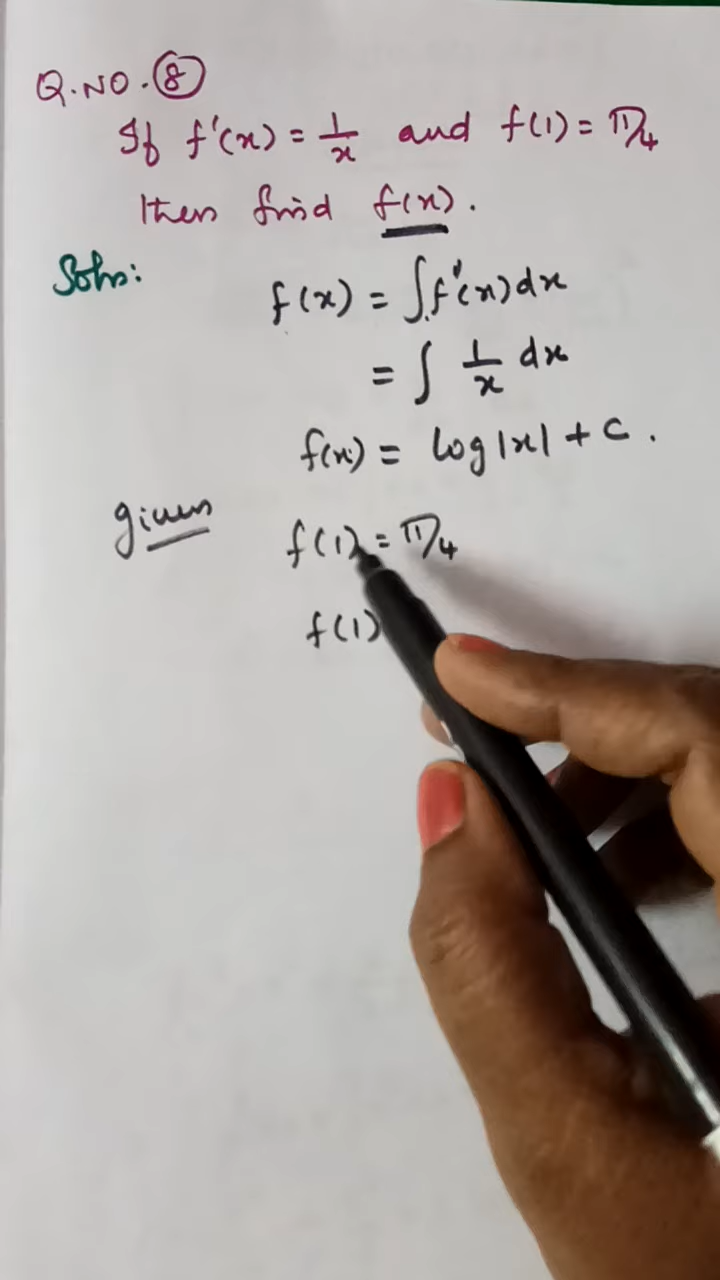 Q.NO. 8
If f'(x) = 1/x and f(1) = π/4
then find f(x).
Soln:
f(x) = ∫f'(x)dx
= ∫ 1/x dx
f(x) = log|x| + c.
given f(1) = π/4
f(1)